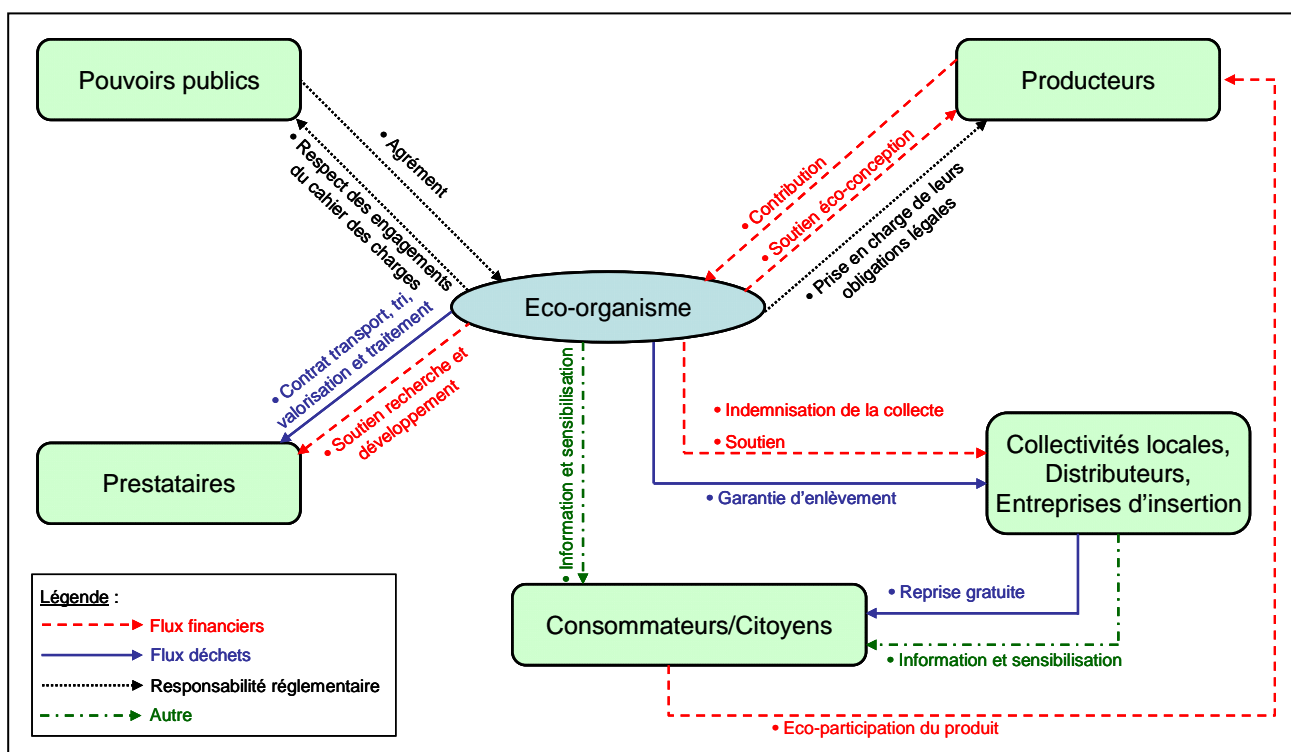 Pouvoirs publics
Producteurs
• Agrément
• Respect des engagements
du cahier des charges
• Contribution
• Soutien éco-conception
• Prise en charge de leurs
obligations légales
Eco-organisme
• Contrat transport, tri,
valorisation et traitement
• Soutien recherche et
développement
• Information et sensibilisation
• Indemnisation de la collecte
• Soutien
• Garantie d’enlèvement
Prestataires
Collectivités locales,
Distributeurs,
Entreprises d’insertion
• Reprise gratuite
Consommateurs/Citoyens
• Information et sensibilisation
• Eco-participation du produit
Légende :
Flux financiers
Flux déchets
Responsabilité réglementaire
Autre